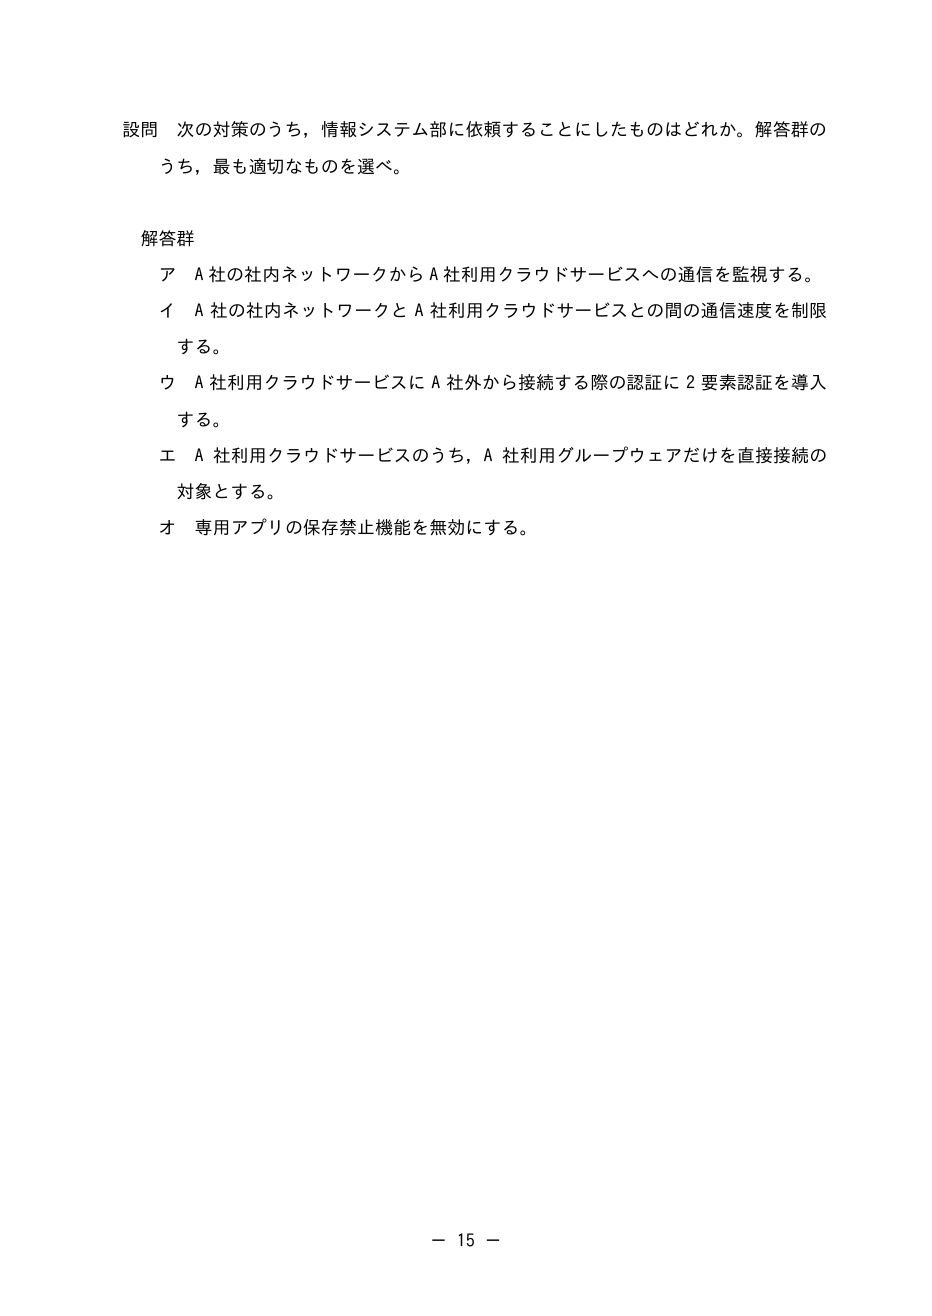 設問　次の対策のうち，情報システム部に依頼することにしたものはどれか。解答群の
うち，最も適切なものを選べ。
解答群
ア　A 社の社内ネットワークから A 社利用クラウドサービスへの通信を監視する。
イ　A 社の社内ネットワークと A 社利用クラウドサービスとの間の通信速度を制限
する。
ウ　A 社利用クラウドサービスに A 社外から接続する際の認証に 2 要素認証を導入
する。
エ　A 社利用クラウドサービスのうち，A 社利用グループウェアだけを直接接続の
対象とする。
オ　専用アプリの保存禁止機能を無効にする。
－ 15 －